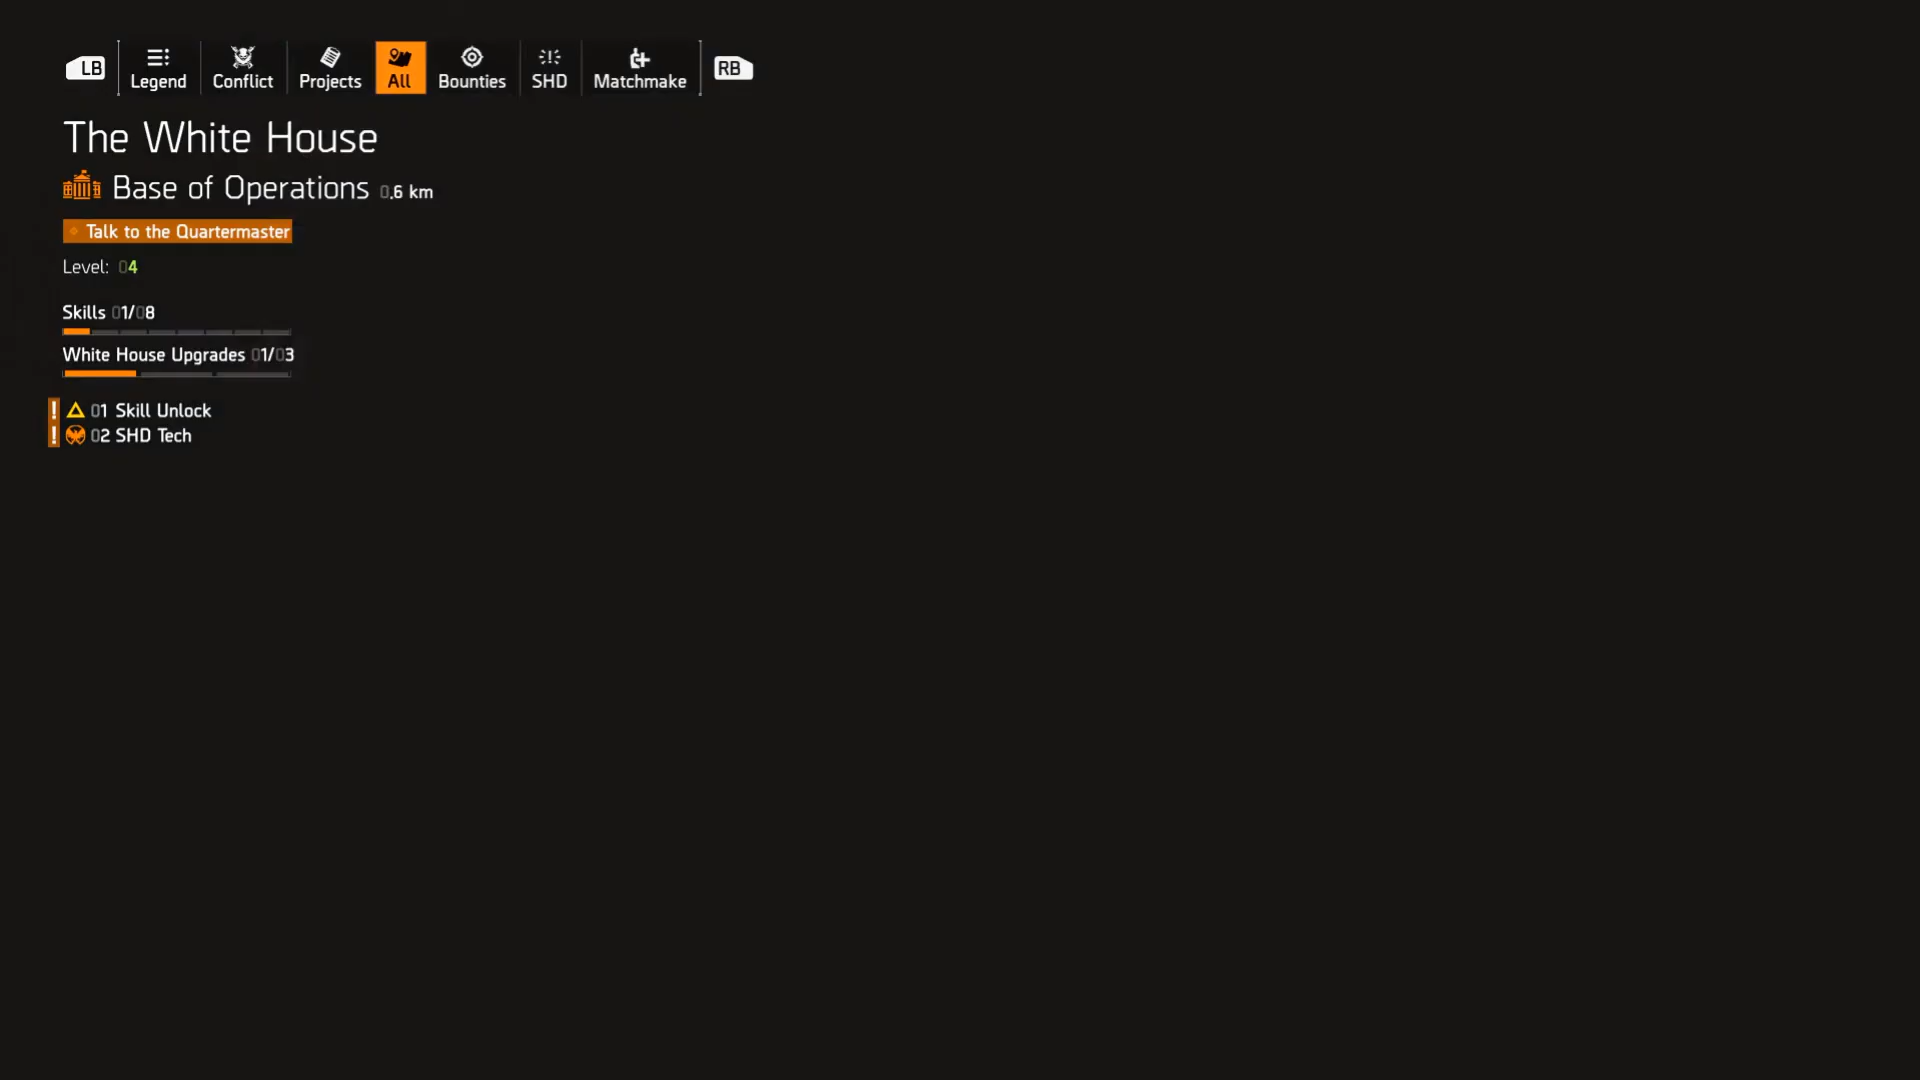 LB Legend Conflict Projects All Bounties SHD Matchmake RB
The White House
Base of Operations 0.6 km
Talk to the Quartermaster
Level: 04
Skills 01/08
White House Upgrades 01/03
! 01 Skill Unlock
! 02 SHD Tech